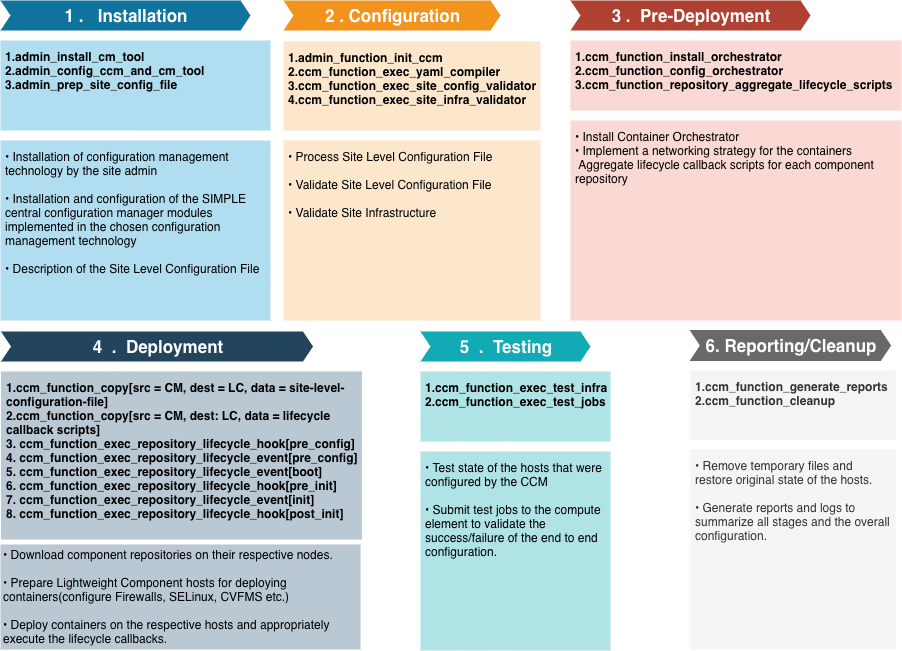 1 .   Installation
1.admin_install_cm_tool
2.admin_config_ccm_and_cm_tool
3.admin_prep_site_config_file
• Installation of configuration management
technology by the site admin
• Installation and configuration of the SIMPLE
central configuration manager modules
implemented in the chosen configuration
management technology
• Description of the Site Level Configuration File
2 . Configuration
1.admin_function_init_ccm
2.ccm_function_exec_yaml_compiler
3.ccm_function_exec_site_config_validator
4.ccm_function_exec_site_infra_validator
• Process Site Level Configuration File
• Validate Site Level Configuration File
• Validate Site Infrastructure
3 .  Pre-Deployment
1.ccm_function_install_orchestrator
2.ccm_function_config_orchestrator
3.ccm_function_repository_aggregate_lifecycle_scripts
• Install Container Orchestrator
• Implement a networking strategy for the containers
Aggregate lifecycle callback scripts for each component
repository
4  .  Deployment
1.ccm_function_copy[src = CM, dest = LC, data = site-level-
configuration-file]
2.ccm_function_copy[src = CM, dest: LC, data = lifecycle
callback scripts]
3. ccm_function_exec_repository_lifecycle_hook[pre_config]
4. ccm_function_exec_repository_lifecycle_event[pre_config]
5. ccm_function_exec_repository_lifecycle_event[boot]
6. ccm_function_exec_repository_lifecycle_hook[pre_init]
7. ccm_function_exec_repository_lifecycle_event[init]
8. ccm_function_exec_repository_lifecycle_hook[post_init]
• Download component repositories on their respective nodes.
• Prepare Lightweight Component hosts for deploying
containers(configure Firewalls, SELinux, CVFMS etc.)
• Deploy containers on the respective hosts and appropriately
execute the lifecycle callbacks.
5  .  Testing
1.ccm_function_exec_test_infra
2.ccm_function_exec_test_jobs
• Test state of the hosts that were
configured by the CCM
• Submit test jobs to the compute
element to validate the
success/failure of the end to end
configuration.
6. Reporting/Cleanup
1.ccm_function_generate_reports
2.ccm_function_cleanup
• Remove temporary files and
restore original state of the hosts.
• Generate reports and logs to
summarize all stages and the overall
configuration.